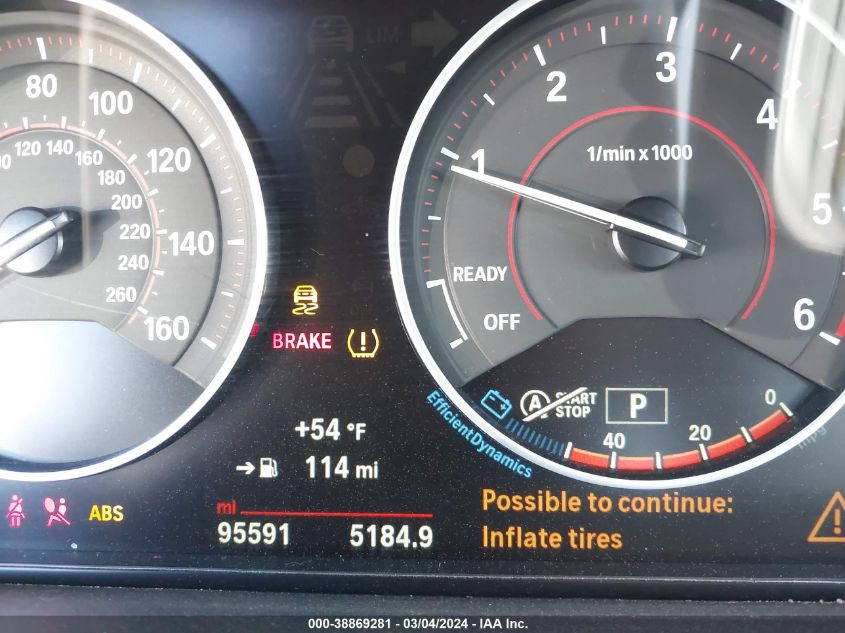 80
100
120
140
160
120
140
160
180
200
220
240
260
LIM
1
2
3
4
5
6
1/min x 1000
READY
OFF
BRAKE
+54 °F
114 mi
EfficientDynamics
A START STOP
P
40
20
0
mpg
ABS
mi
95591 5184.9
Possible to continue:
Inflate tires
000-38869281 - 03/04/2024 - IAA Inc.